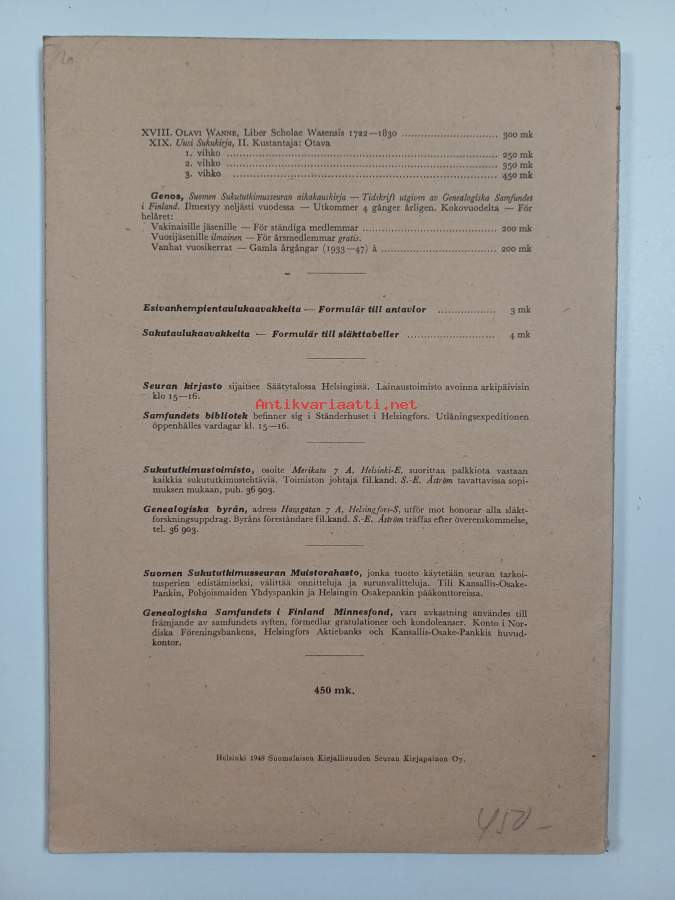 XVIII. OLAVI WANNE, Liber Scholae Wasensis 1722—1830 ............................ 300 mk
XIX. Uusi Sukukirja, II. Kustantaja: Otava
1. vihko ............................ 250 mk
2. vihko ............................ 350 mk
3. vihko ............................ 450 mk
Genos, Suomen Sukututkimusseuran aikakauskirja — Tidskrift utgiven av Genealogiska Samfundet
i Finland. Ilmestyy neljästi vuodessa — Utkommer 4 gånger årligen. Kokovuodelta — För
helåret:
Vakinaisille jäsenille — För ständiga medlemmar ............................ 200 mk
Vuosijäsenille ilmainen — För årsmedlemmar gratis.
Vanhat vuosikerrat — Gamla årgångar (1933—47) à ............................ 200 mk
Esivanhempientaulukaavakkeita — Formulär till antavlor ................ 3 mk
Sukutaulukaavakkeita — Formulär till släkttabeller ........................ 4 mk
Seuran kirjasto sijaitsee Säätytalossa Helsingissä. Lainaustoimisto avoinna arkipäivisin
klo 15—16.
Antikvariaatti.net
Samfundets bibliotek befinner sig i Ständerhuset i Helsingfors. Utlåningsexpeditionen
öppenhålles vardagar kl. 15—16.
Sukututkimustoimisto, osoite Merikatu 7 A, Helsinki-E, suorittaa palkkiota vastaan
kaikkia sukututkimustehtäviä. Toimiston johtaja fil.kand. S.-E. Åström tavattavissa sopi-
muksen mukaan, puh. 36 903.
Genealogiska byrån, adress Havsgatan 7 A, Helsingfors-S, utför mot honorar alla släkt-
forskningsuppdrag. Byråns föreståndare fil.kand. S.-E. Åström träffas efter överenskommelse,
tel. 36 903.
Suomen Sukututkimusseuran Muistorahasto, jonka tuotto käytetään seuran tarkoi-
tusperien edistämiseksi, välittää onnitteluja ja surunvalitteluja. Tili Kansallis-Osake-
Pankin, Pohjoismaiden Yhdyspankin ja Helsingin Osakepankin pääkonttoreissa.
Genealogiska Samfundets i Finland Minnesfond, vars avkastning användes till
främjande av samfundets syften, förmedlar gratulationer och kondoleanser. Konto i Nor-
diska Föreningsbankens, Helsingfors Aktiebanks och Kansallis-Osake-Pankkis huvud-
kontor.
450 mk.
Helsinki 1948 Suomalaisen Kirjallisuuden Seuran Kirjapainon Oy.
450 –